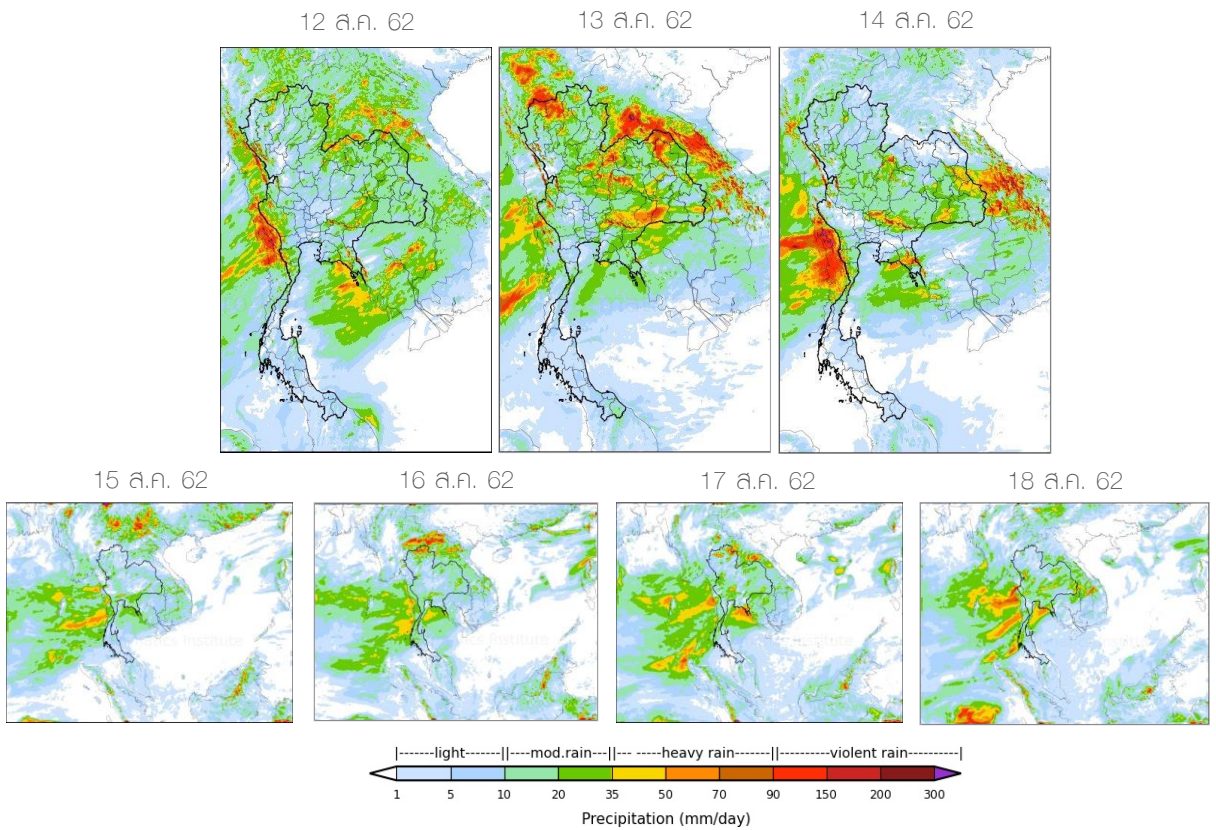 12 ส.ค. 62
13 ส.ค. 62
14 ส.ค. 62
15 ส.ค. 62
16 ส.ค. 62
17 ส.ค. 62
18 ส.ค. 62
|-------light-------||---mod.rain---||--- -----heavy rain-------||----------violent rain----------|
1 5 10 20 35 50 70 90 150 200 300
Precipitation (mm/day)